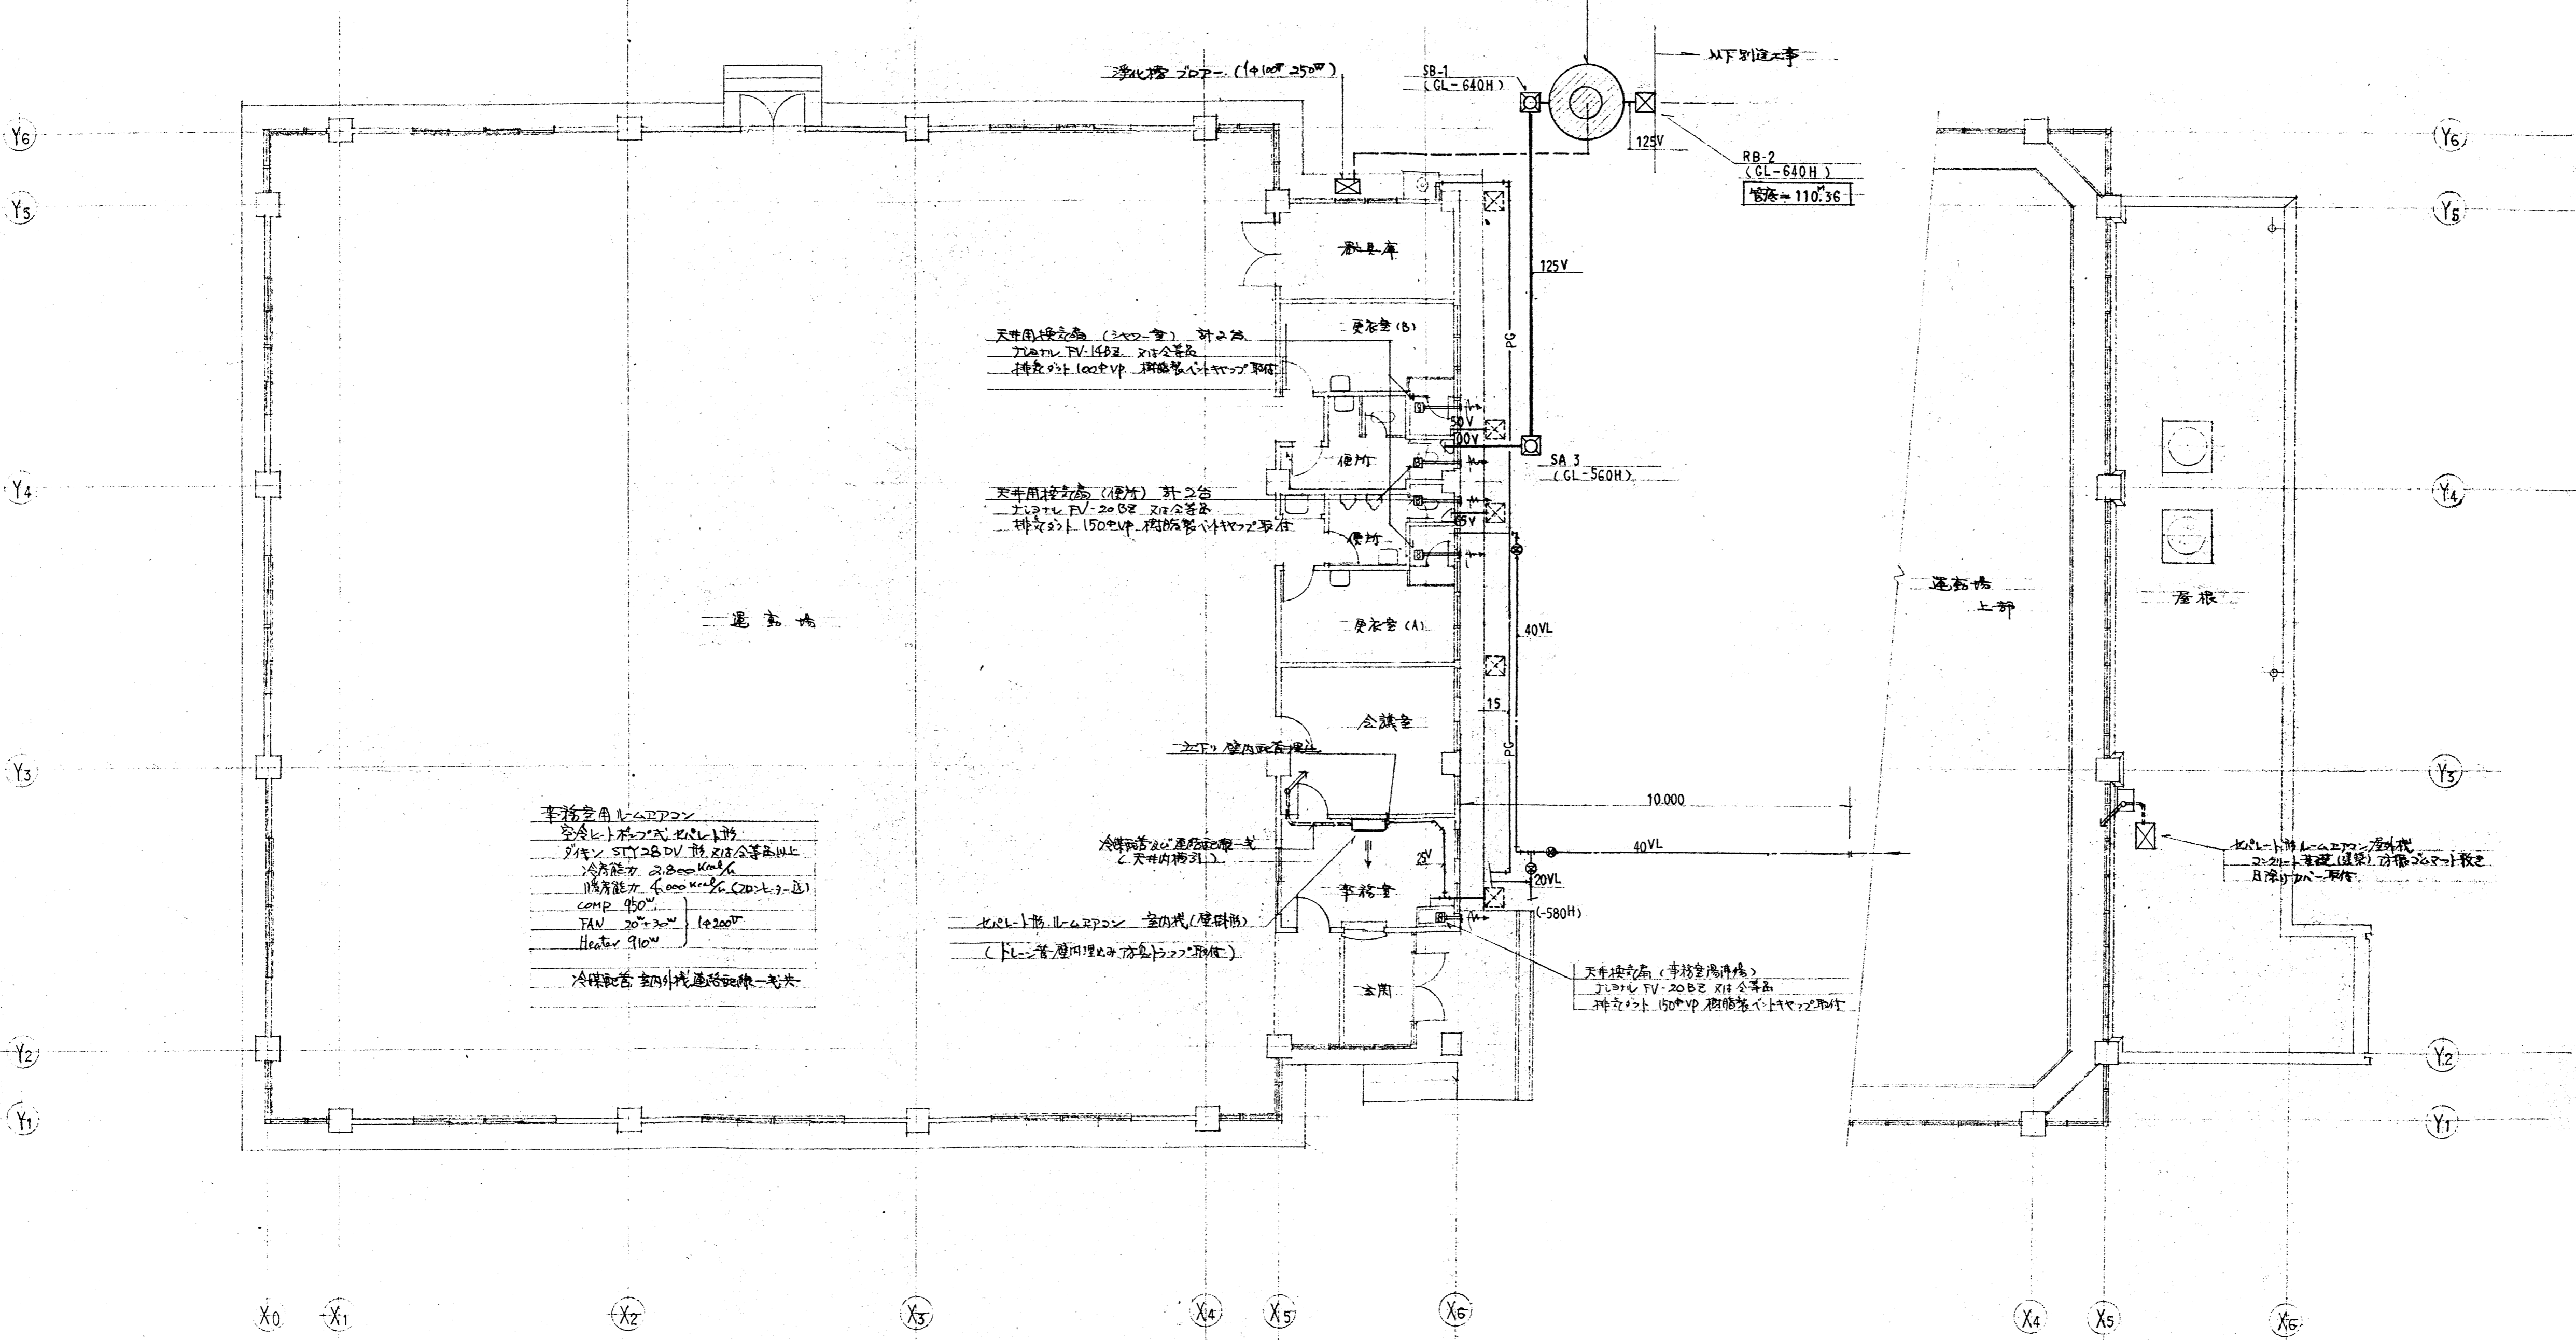 浄化槽 ブロアー (1φ100V 250W)
SB-1
(GL-640H)
以下別途工事
125V
RB-2
(GL-640H)
管底=110.36
Y6
Y6
Y5
Y5
器具庫
125V
更衣室(B)
PG
天井用換気扇 (シャワー室) 計2台
ナショナル FV-14BZ 又は仝等品
排気ダクト 100φVP 樹脂製ベントキャップ取付
50V
00V
便所
SA 3
(GL-560H)
Y4
Y4
天井用換気扇 (便所) 計2台
ナショナル FV-20BZ 又は仝等品
排気ダクト 150φVP 樹脂製ベントキャップ取付
5V
便所
運動場
上部
屋根
運動場
更衣室(A)
40VL
15
会議室
立下り 壁内配管埋込
PG
Y3
Y3
10.000
事務室用ルームエアコン
空冷ヒートポンプ式 セパレート形
ダイキン STY28DV 形 又は仝等品以上
冷房能力 2.800 Kcal/h
暖房能力 4.000 Kcal/h
COMP 950W
FAN 20W+30W 1φ200V
Heater 910W
冷媒配管 室内外機連絡配線一式共
冷媒配管及び連絡配線一式
(天井内横引)
25V
40VL
事務室
20VL
(-580H)
セパレート形ルームエアコン 室内機(壁掛形)
(ドレン管壁内埋込み 防臭トラップ取付)
セパレート形ルームエアコン屋外機
コンクリート基礎(建築) 防振ゴムマット敷き
日除けカバー取付
天井換気扇 (事務室湯沸場)
ナショナル FV-20BZ 又は仝等品
排気ダクト 150φVP 樹脂製ベントキャップ取付
玄関
Y2
Y2
Y1
Y1
X0
X1
X2
X3
X4
X5
X6
X4
X5
X6